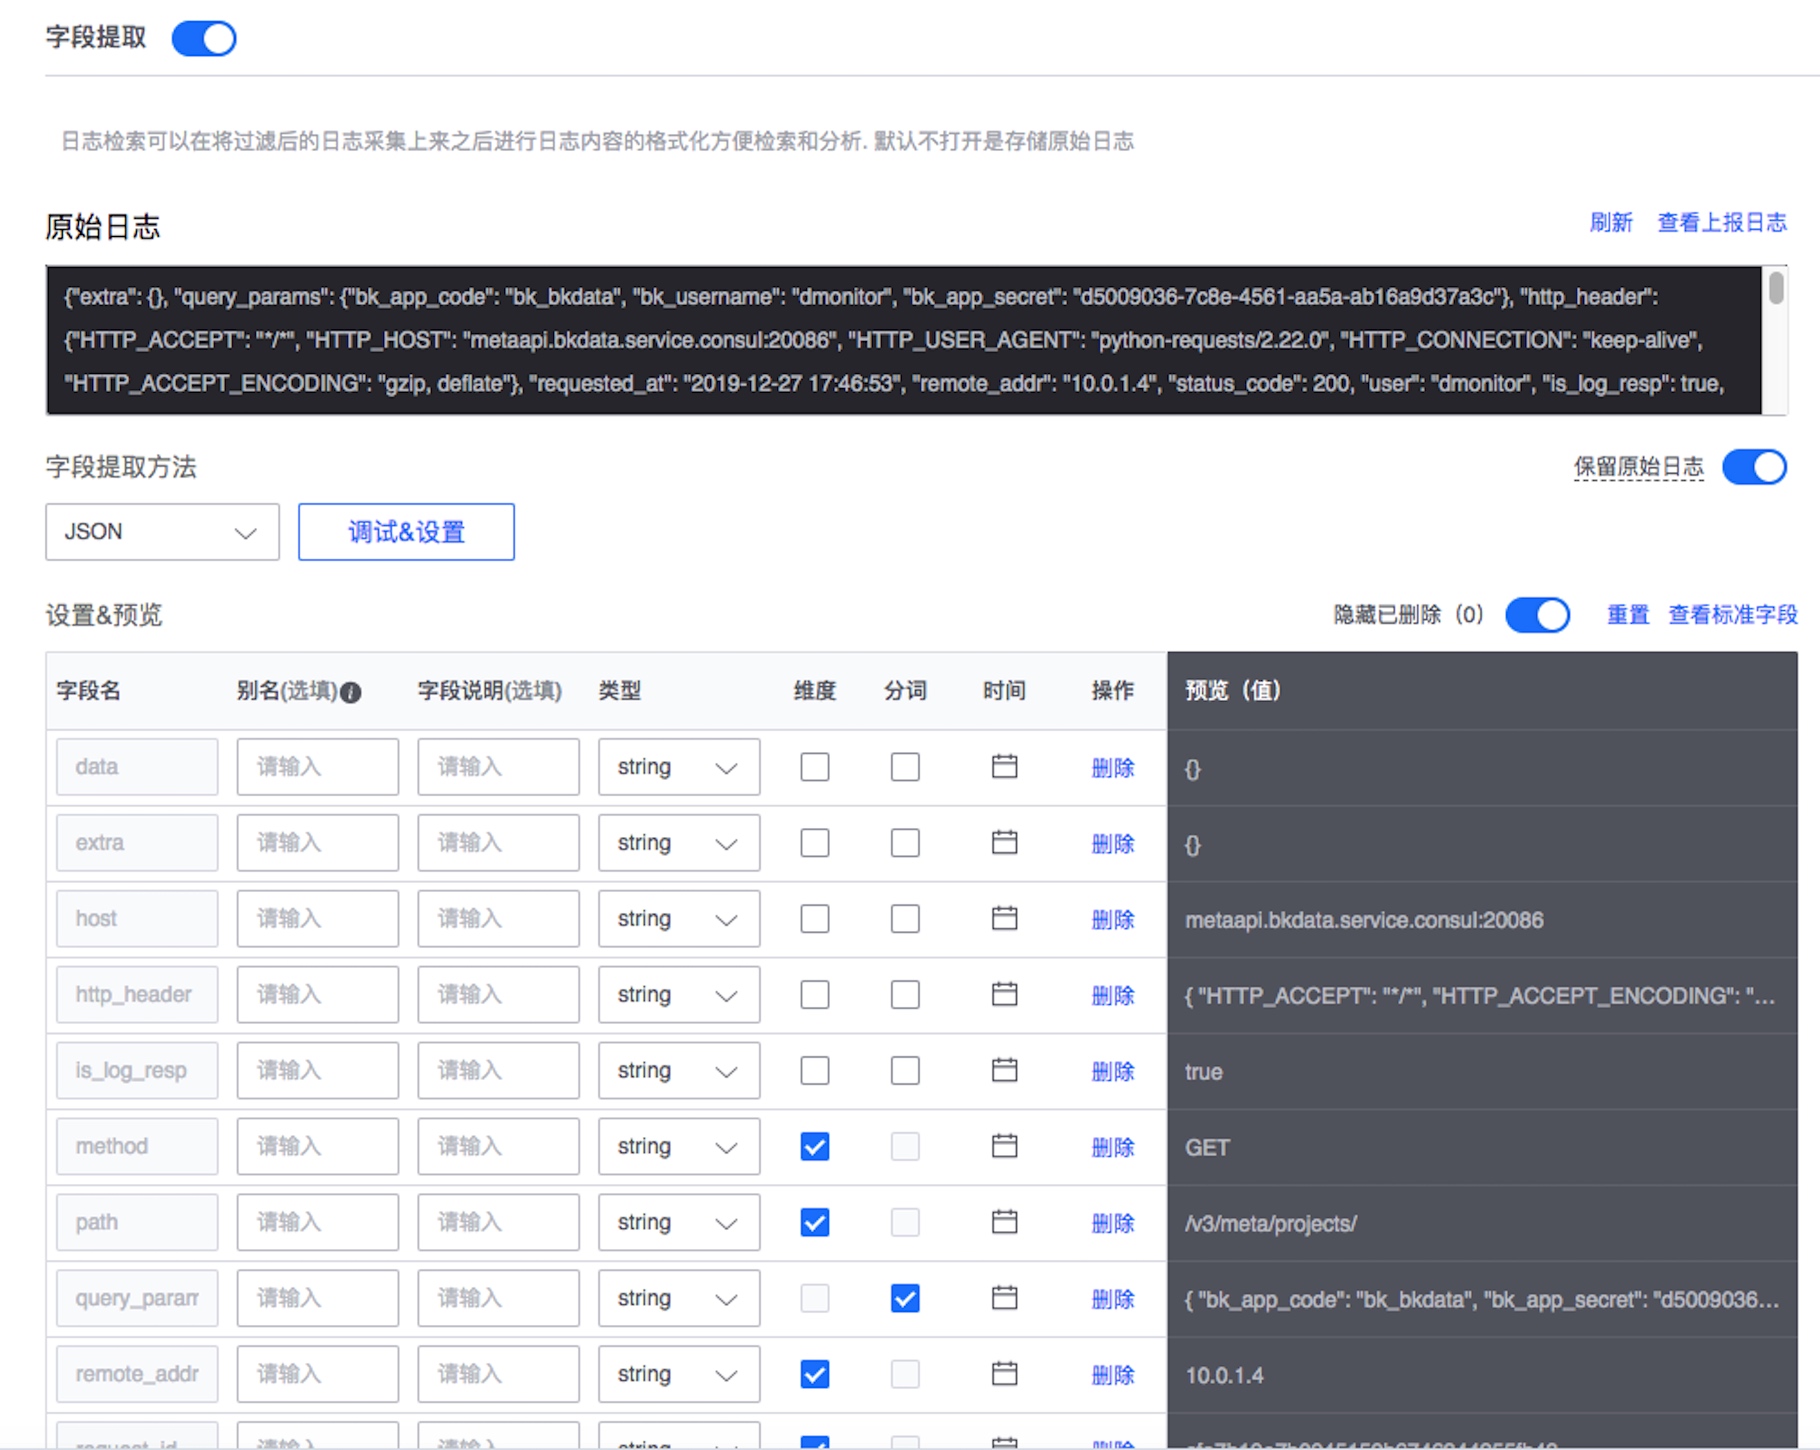 字段提取
日志检索可以在将过滤后的日志采集上来之后进行日志内容的格式化方便检索和分析. 默认不打开是存储原始日志
原始日志 刷新 查看上报日志
{"extra": {}, "query_params": {"bk_app_code": "bk_bkdata", "bk_username": "dmonitor", "bk_app_secret": "d5009036-7c8e-4561-aa5a-ab16a9d37a3c"}, "http_header":
{"HTTP_ACCEPT": "*/*", "HTTP_HOST": "metaapi.bkdata.service.consul:20086", "HTTP_USER_AGENT": "python-requests/2.22.0", "HTTP_CONNECTION": "keep-alive",
"HTTP_ACCEPT_ENCODING": "gzip, deflate"}, "requested_at": "2019-12-27 17:46:53", "remote_addr": "10.0.1.4", "status_code": 200, "user": "dmonitor", "is_log_resp": true,
字段提取方法 保留原始日志
JSON 调试&设置
设置&预览 隐藏已删除 (0) 重置 查看标准字段
字段名 别名(选填) 字段说明(选填) 类型 维度 分词 时间 操作 预览（值）
data 请输入 请输入 string 删除 {}
extra 请输入 请输入 string 删除 {}
host 请输入 请输入 string 删除 metaapi.bkdata.service.consul:20086
http_header 请输入 请输入 string 删除 { "HTTP_ACCEPT": "*/*", "HTTP_ACCEPT_ENCODING": "...
is_log_resp 请输入 请输入 string 删除 true
method 请输入 请输入 string 删除 GET
path 请输入 请输入 string 删除 /v3/meta/projects/
query_param 请输入 请输入 string 删除 { "bk_app_code": "bk_bkdata", "bk_app_secret": "d5009036...
remote_addr 请输入 请输入 string 删除 10.0.1.4
request_id 请输入 请输入 string 删除